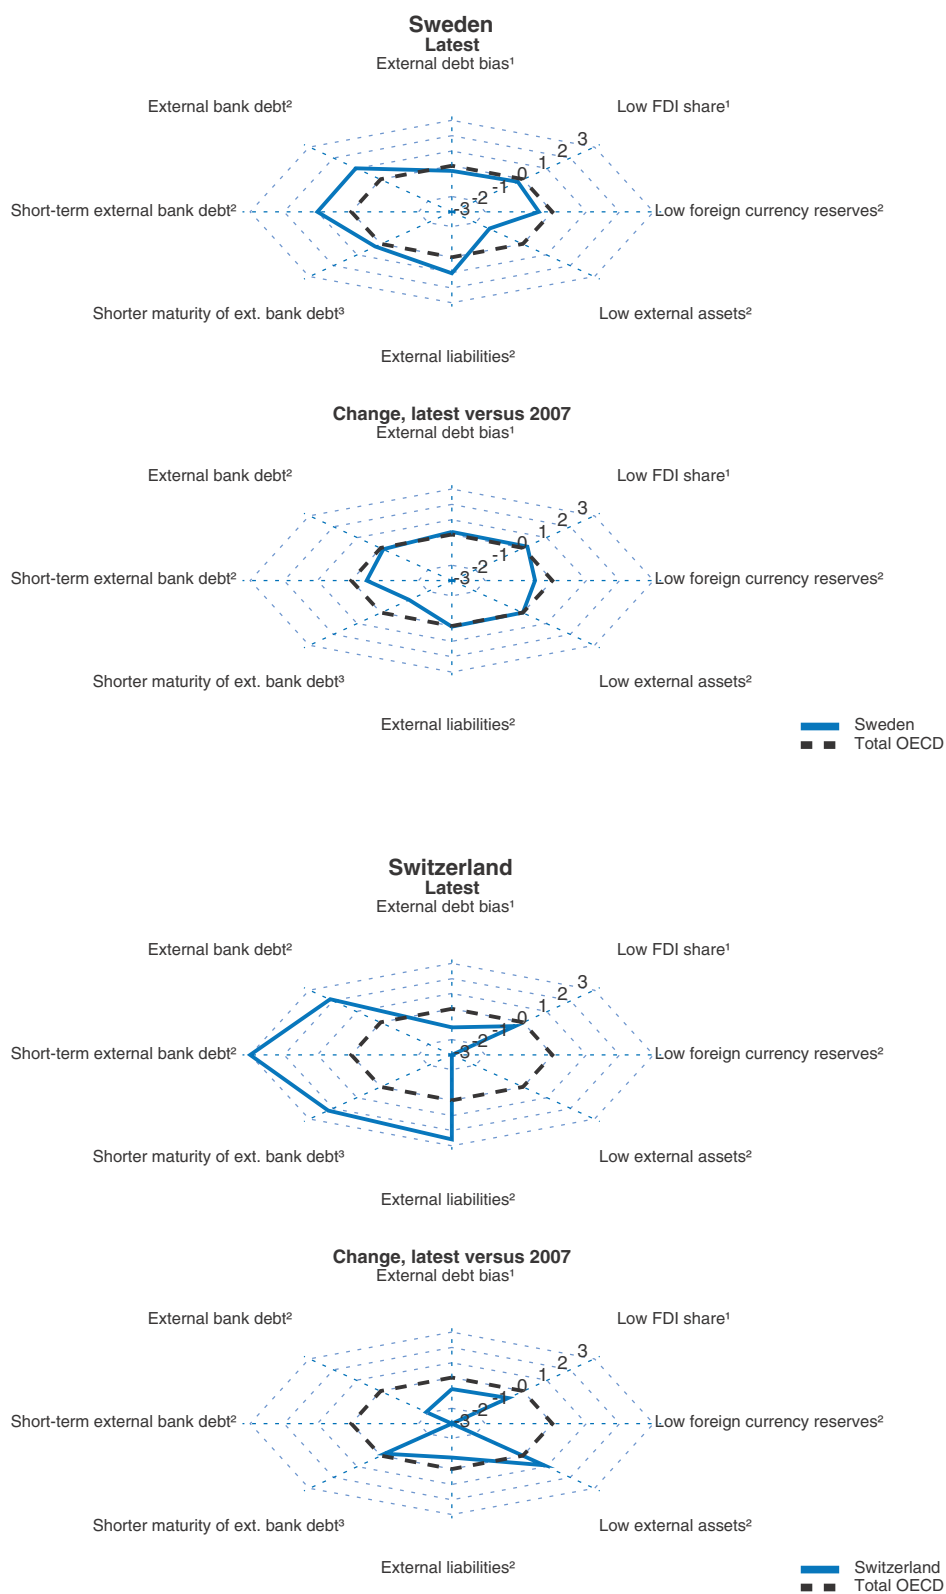 Sweden
Latest
External debt bias¹
External bank debt²
Low FDI share¹
3
2
1
0
-1
-2
-3
Short-term external bank debt²
Low foreign currency reserves²
Shorter maturity of ext. bank debt³
Low external assets²
External liabilities²
Change, latest versus 2007
External debt bias¹
External bank debt²
Low FDI share¹
3
2
1
0
-1
-2
-3
Short-term external bank debt²
Low foreign currency reserves²
Shorter maturity of ext. bank debt³
Low external assets²
External liabilities²
Sweden
Total OECD
Switzerland
Latest
External debt bias¹
External bank debt²
Low FDI share¹
3
2
1
0
-1
-2
-3
Short-term external bank debt²
Low foreign currency reserves²
Shorter maturity of ext. bank debt³
Low external assets²
External liabilities²
Change, latest versus 2007
External debt bias¹
External bank debt²
Low FDI share¹
3
2
1
0
-1
-2
-3
Short-term external bank debt²
Low foreign currency reserves²
Shorter maturity of ext. bank debt³
Low external assets²
External liabilities²
Switzerland
Total OECD